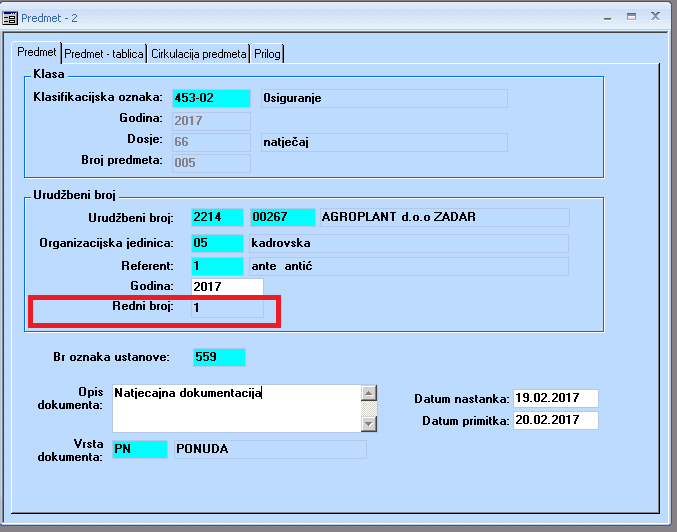 Predmet - 2
Predmet Predmet - tablica Cirkulacija predmeta Prilog
Klasa
Klasifikacijska oznaka: 453-02 Osiguranje
Godina: 2017
Dosje: 66 natječaj
Broj predmeta: 005
Urudžbeni broj
Urudžbeni broj: 2214 00267 AGROPLANT d.o.o ZADAR
Organizacijska jedinica: 05 kadrovska
Referent: 1 ante antić
Godina: 2017
Redni broj: 1
Br oznaka ustanove: 559
Opis
dokumenta:
Natjecajna dokumentacija
Datum nastanka: 19.02.2017
Datum primitka: 20.02.2017
Vrsta
dokumenta:
PN PONUDA